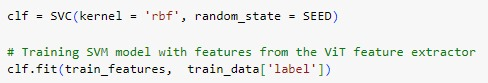 clf = SVC(kernel = 'rbf', random_state = SEED)
# Training SVM model with features from the ViT feature extractor
clf.fit(train_features,  train_data['label'])